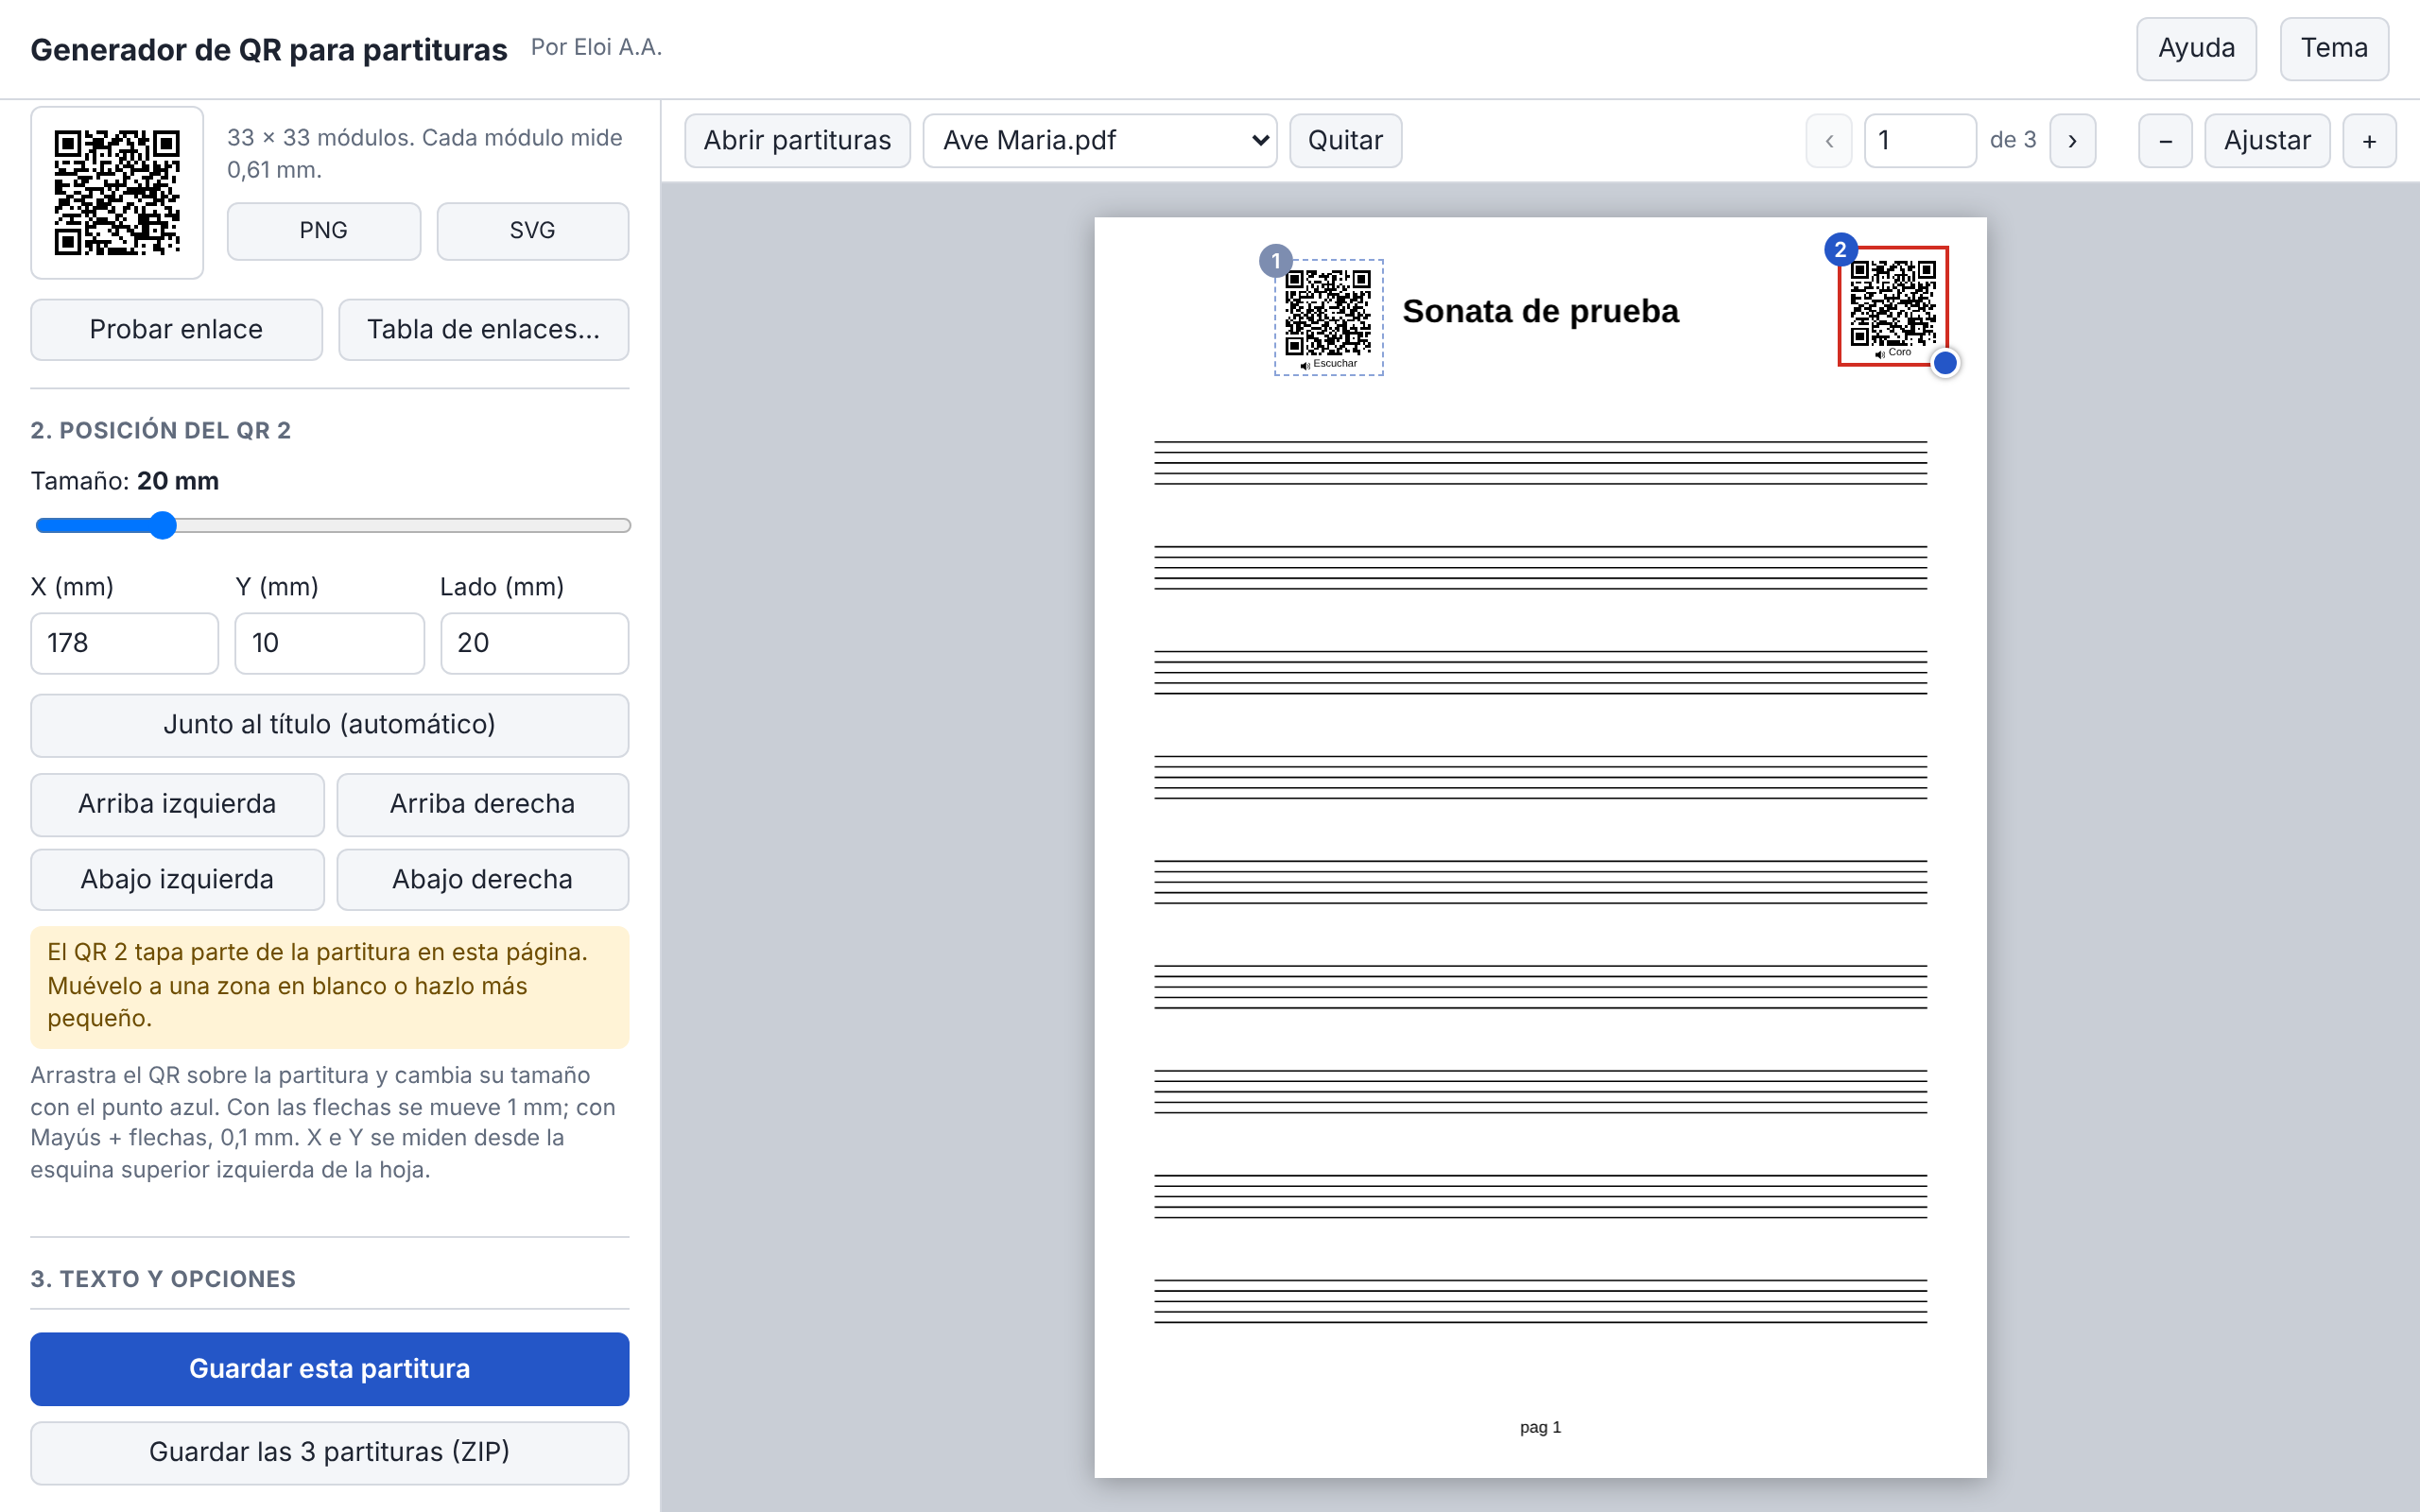 Generador de QR para partituras Por Eloi A.A.
Ayuda
Tema
33 × 33 módulos. Cada módulo mide
0,61 mm.
PNG
SVG
Probar enlace
Tabla de enlaces...
2. POSICIÓN DEL QR 2
Tamaño: 20 mm
X (mm)
Y (mm)
Lado (mm)
178
10
20
Junto al título (automático)
Arriba izquierda
Arriba derecha
Abajo izquierda
Abajo derecha
El QR 2 tapa parte de la partitura en esta página.
Muévelo a una zona en blanco o hazlo más
pequeño.
Arrastra el QR sobre la partitura y cambia su tamaño
con el punto azul. Con las flechas se mueve 1 mm; con
Mayús + flechas, 0,1 mm. X e Y se miden desde la
esquina superior izquierda de la hoja.
3. TEXTO Y OPCIONES
Guardar esta partitura
Guardar las 3 partituras (ZIP)
Abrir partituras
Ave Maria.pdf
Quitar
‹
1
de 3
›
−
Ajustar
+
1
Escuchar
Sonata de prueba
2
Coro
pag 1